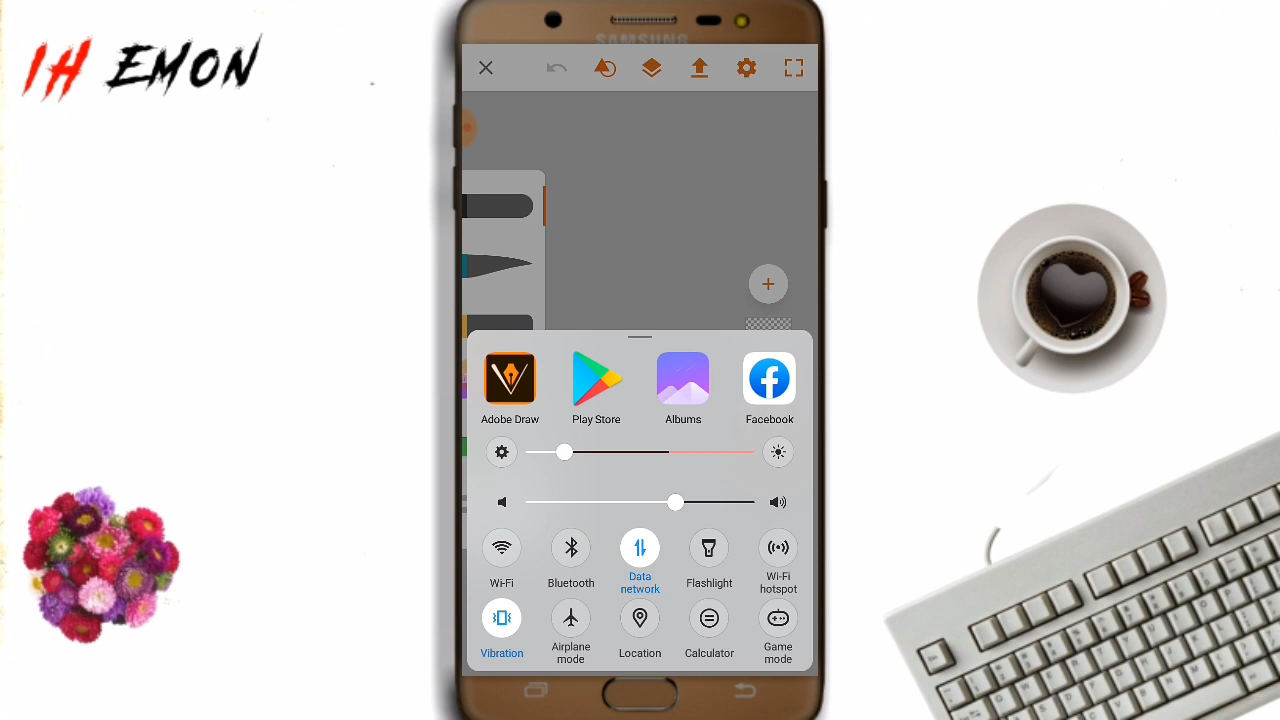 IH EMON
SAMSUNG
Adobe Draw
Play Store
Albums
Facebook
Wi-Fi
Bluetooth
Data
network
Flashlight
Wi-Fi
hotspot
Vibration
Airplane
mode
Location
Calculator
Game
mode